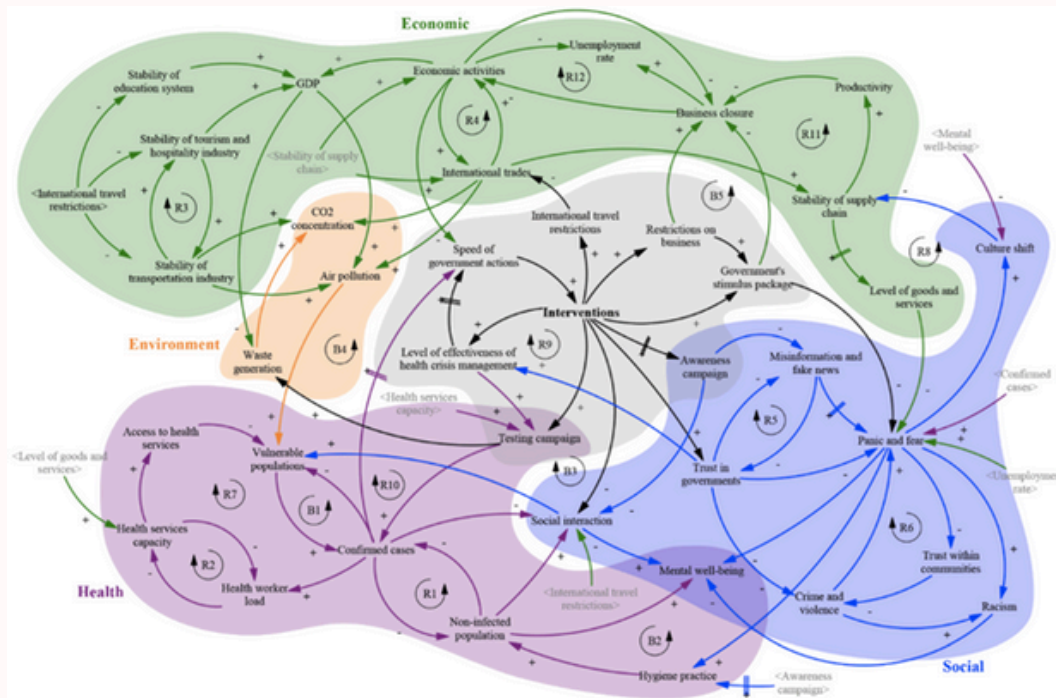 Economic
Stability of
education system
GDP
Economic activities
Unemployment
rate
R12
Business closure
Productivity
R11
<Mental
well-being>
Stability of tourism and
hospitality industry
<Stability of supply
chain>
R4
International trades
<International travel
restrictions>
R3
Stability of
transportation industry
CO2
concentration
Air pollution
Speed of
government actions
International travel
restrictions
Restrictions on
business
B5
Government's
stimulus package
Stability of supply
chain
R8
Culture shift
Level of goods and
services
Interventions
Environment
Waste
generation
B4
Level of effectiveness of
health crisis management
R9
Awareness
campaign
Misinformation and
fake news
<Confirmed
cases>
<Health services
capacity>
Testing campaign
R5
Panic and fear
Access to health
services
Vulnerable
populations
<Level of goods and
services>
B3
Trust in
governments
<Unemployment
rate>
R7
R10
B1
Health services
capacity
Confirmed cases
Social interaction
R6
R2
Trust within
communities
Health
Health worker
load
R1
Mental well-being
<International travel
restrictions>
Crime and
violence
Racism
Non-infected
population
B2
Hygiene practice
<Awareness
campaign>
Social